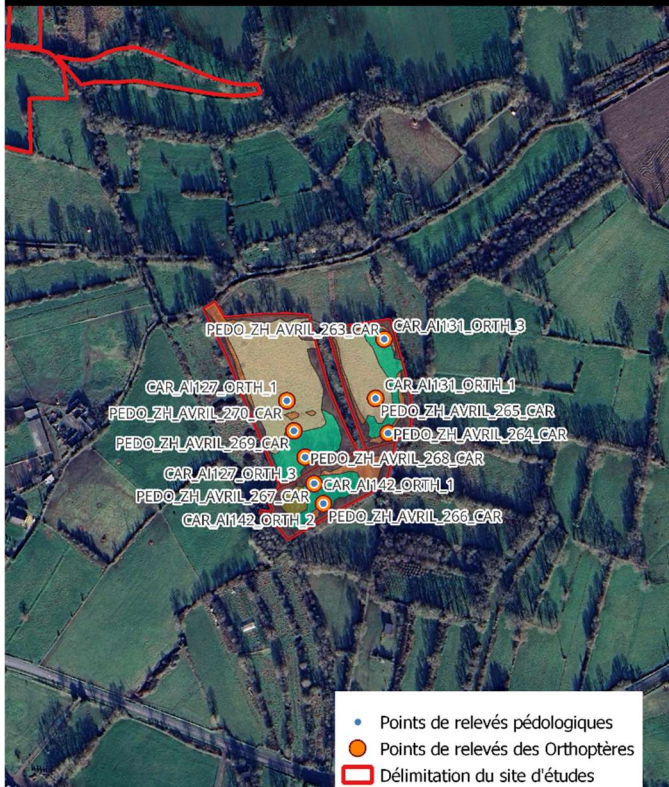 PEDO_ZH_AVRIL_263_CAR
CAR_AI131_ORTH_3
CAR_AI127_ORTH_1
CAR_AI131_ORTH_1
PEDO_ZH_AVRIL_270_CAR
PEDO_ZH_AVRIL_265_CAR
PEDO_ZH_AVRIL_269_CAR
PEDO_ZH_AVRIL_264_CAR
PEDO_ZH_AVRIL_268_CAR
CAR_AI127_ORTH_3
CAR_AI142_ORTH_1
PEDO_ZH_AVRIL_267_CAR
CAR_AI142_ORTH_2
PEDO_ZH_AVRIL_266_CAR
Points de relevés pédologiques
Points de relevés des Orthoptères
Délimitation du site d'études